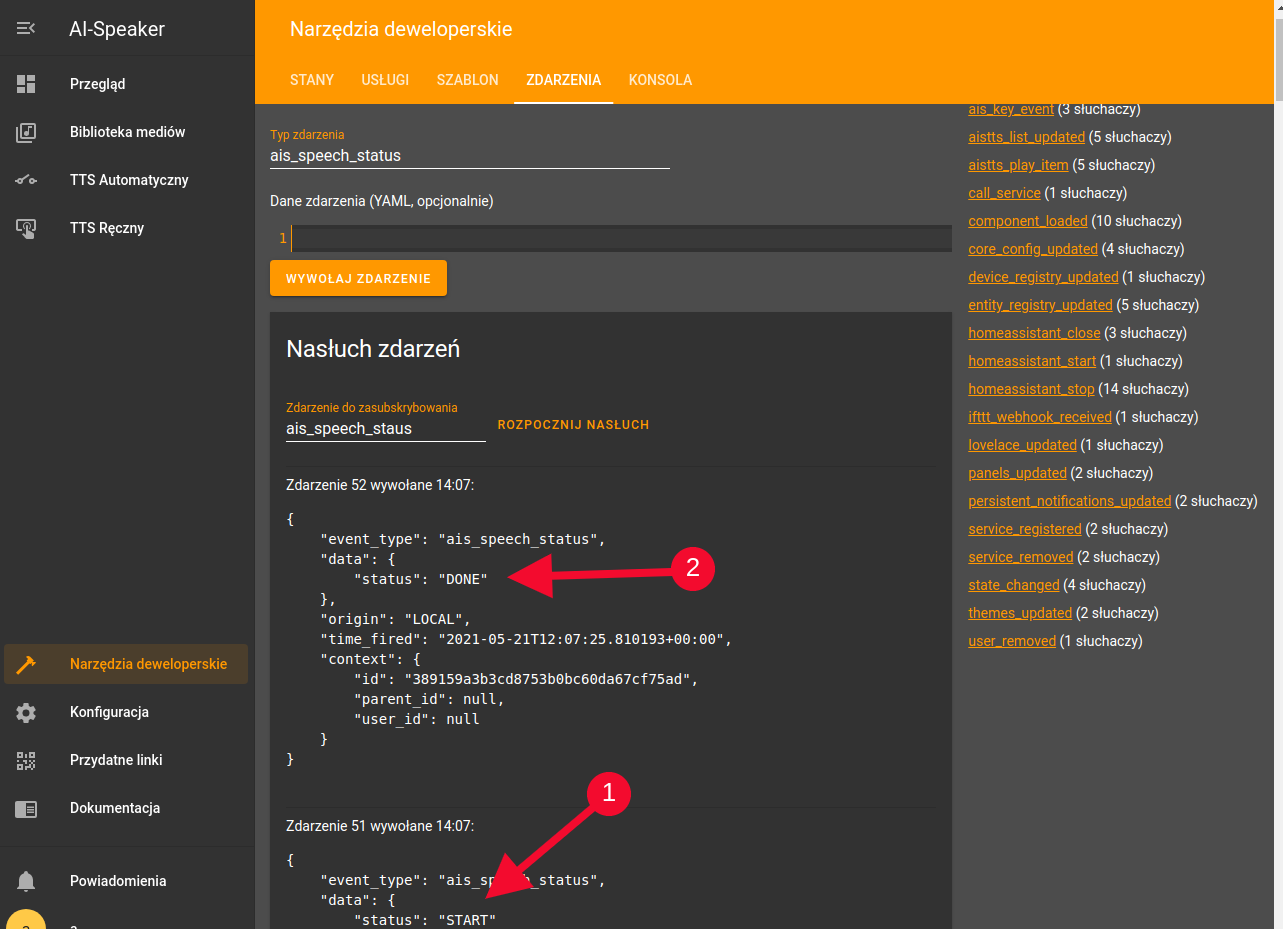 AI-Speaker
Przegląd
Biblioteka mediów
TTS Automatyczny
TTS Ręczny
Narzędzia deweloperskie
Konfiguracja
Przydatne linki
Dokumentacja
Powiadomienia
Narzędzia deweloperskie
STANY USŁUGI SZABLON ZDARZENIA KONSOLA
Typ zdarzenia
ais_speech_status
Dane zdarzenia (YAML, opcjonalnie)
1
WYWOŁAJ ZDARZENIE
Nasłuch zdarzeń
Zdarzenie do zasubskrybowania
ais_speech_staus
ROZPOCZNIJ NASŁUCH
Zdarzenie 52 wywołane 14:07:
{
"event_type": "ais_speech_status",
"data": {
"status": "DONE"
2
},
"origin": "LOCAL",
"time_fired": "2021-05-21T12:07:25.810193+00:00",
"context": {
"id": "389159a3b3cd8753b0bc60da67cf75ad",
"parent_id": null,
"user_id": null
}
}
1
Zdarzenie 51 wywołane 14:07:
{
"event_type": "ais_speech_status",
"data": {
"status": "START"
ais_key_event (3 słuchaczy)
aistts_list_updated (5 słuchaczy)
aistts_play_item (5 słuchaczy)
call_service (1 słuchaczy)
component_loaded (10 słuchaczy)
core_config_updated (4 słuchaczy)
device_registry_updated (1 słuchaczy)
entity_registry_updated (5 słuchaczy)
homeassistant_close (3 słuchaczy)
homeassistant_start (1 słuchaczy)
homeassistant_stop (14 słuchaczy)
ifttt_webhook_received (1 słuchaczy)
lovelace_updated (1 słuchaczy)
panels_updated (2 słuchaczy)
persistent_notifications_updated (2 słuchaczy)
service_registered (2 słuchaczy)
service_removed (2 słuchaczy)
state_changed (4 słuchaczy)
themes_updated (2 słuchaczy)
user_removed (1 słuchaczy)